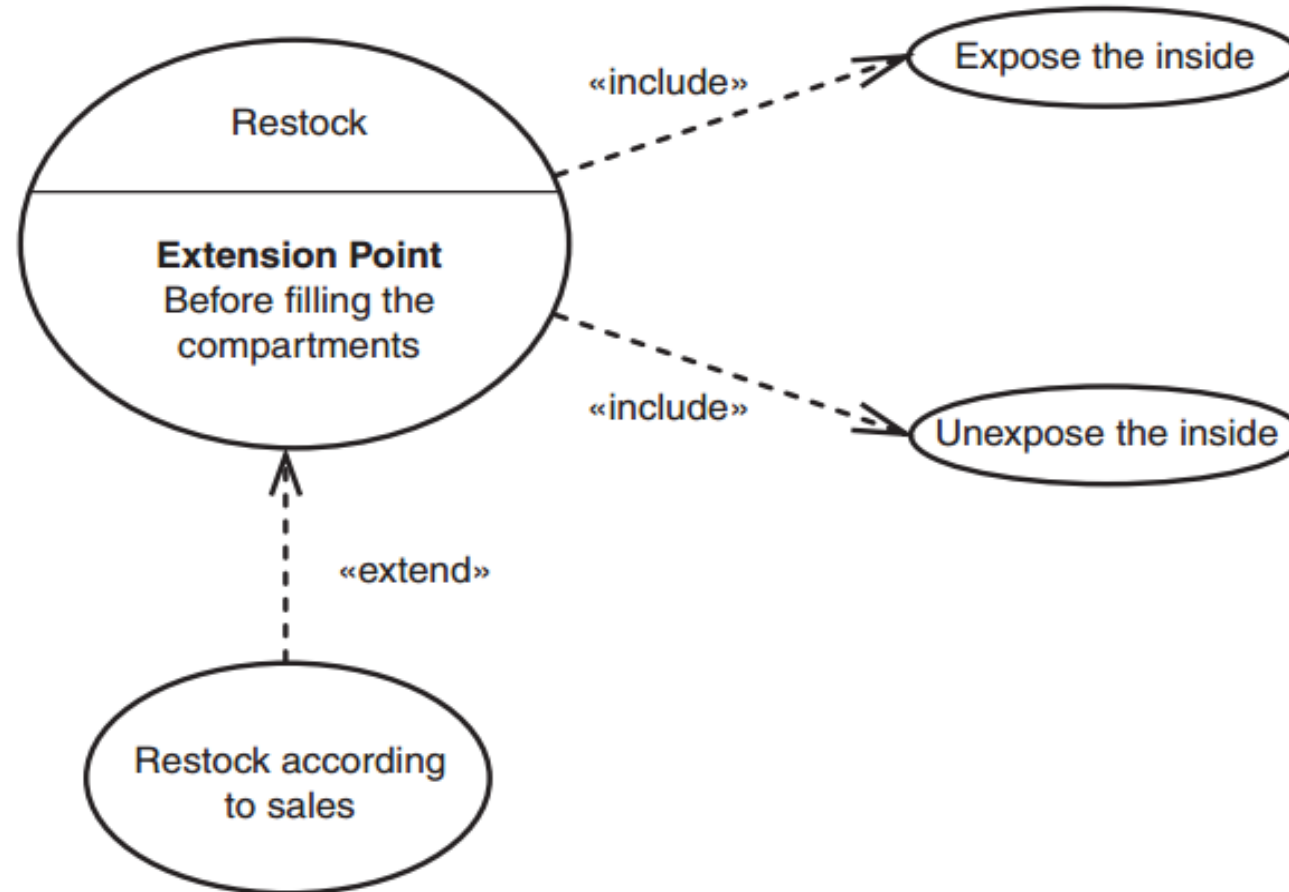 Expose the inside
«include»
Restock
Extension Point
Before filling the
compartments
«include»
Unexpose the inside
«extend»
Restock according
to sales